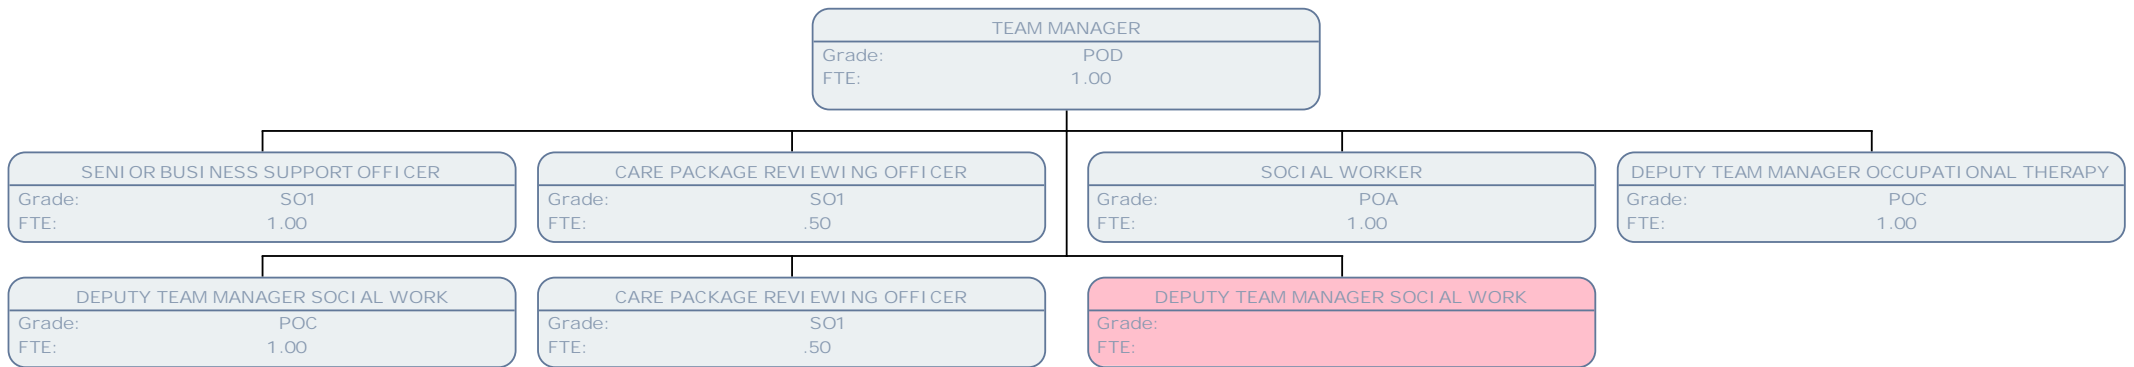 TEAM MANAGER
Grade: POD
FTE: 1.00
SENIOR BUSINESS SUPPORT OFFICER
Grade: SO1
FTE: 1.00
CARE PACKAGE REVIEWING OFFICER
Grade: SO1
FTE: .50
SOCIAL WORKER
Grade: POA
FTE: 1.00
DEPUTY TEAM MANAGER OCCUPATIONAL THERAPY
Grade: POC
FTE: 1.00
DEPUTY TEAM MANAGER SOCIAL WORK
Grade: POC
FTE: 1.00
CARE PACKAGE REVIEWING OFFICER
Grade: SO1
FTE: .50
DEPUTY TEAM MANAGER SOCIAL WORK
Grade:
FTE: